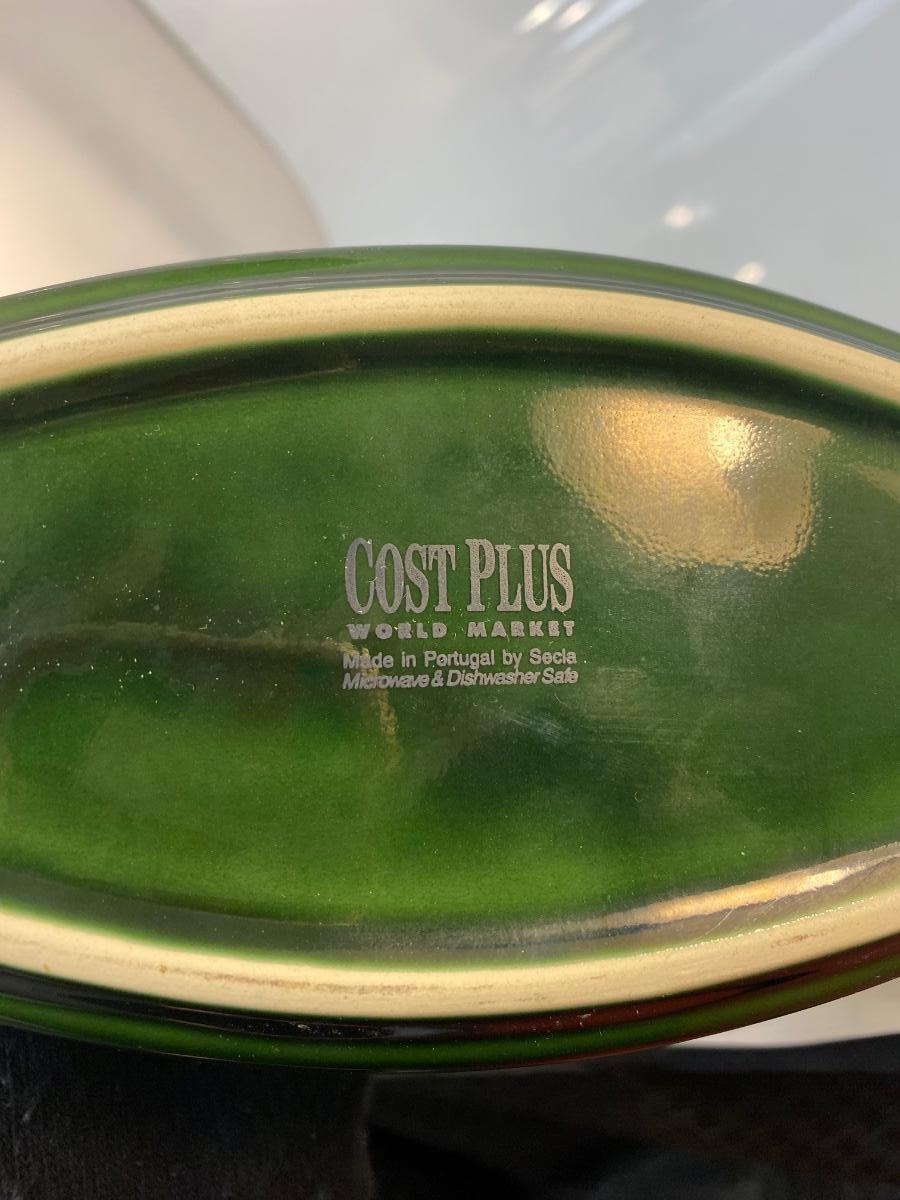 COST PLUS
WORLD MARKET
Made in Portugal by Secla
Microwave & Dishwasher Safe